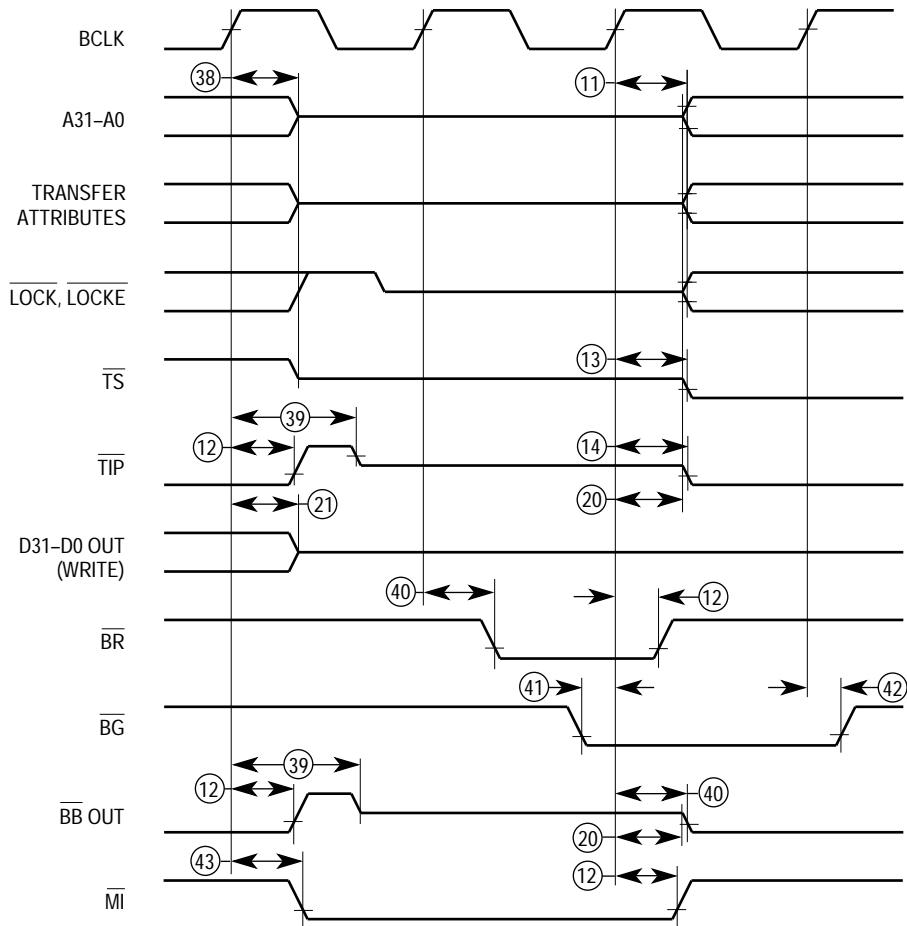 BCLK
38
11
A31–A0
TRANSFER
ATTRIBUTES
LOCK, LOCKE
13
TS
39
12
14
TIP
21
20
D31–D0 OUT
(WRITE)
40
12
BR
41
42
BG
39
12
40
BB OUT
20
43
12
MI